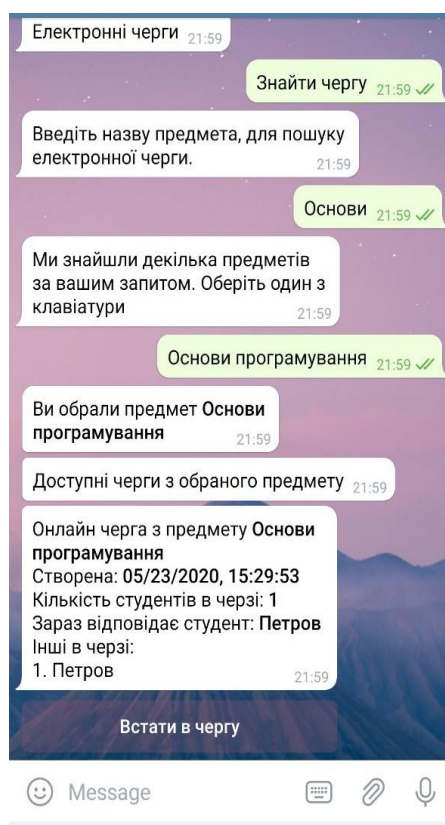 Електронні черги 21:59
Знайти чергу 21:59
Введіть назву предмета, для пошуку
електронної черги. 21:59
Основи 21:59
Ми знайшли декілька предметів
за вашим запитом. Оберіть один з
клавіатури 21:59
Основи програмування 21:59
Ви обрали предмет Основи
програмування 21:59
Доступні черги з обраного предмету 21:59
Онлайн черга з предмету Основи
програмування
Створена: 05/23/2020, 15:29:53
Кількість студентів в черзі: 1
Зараз відповідає студент: Петров
Інші в черзі:
1. Петров 21:59
Встати в чергу
Message